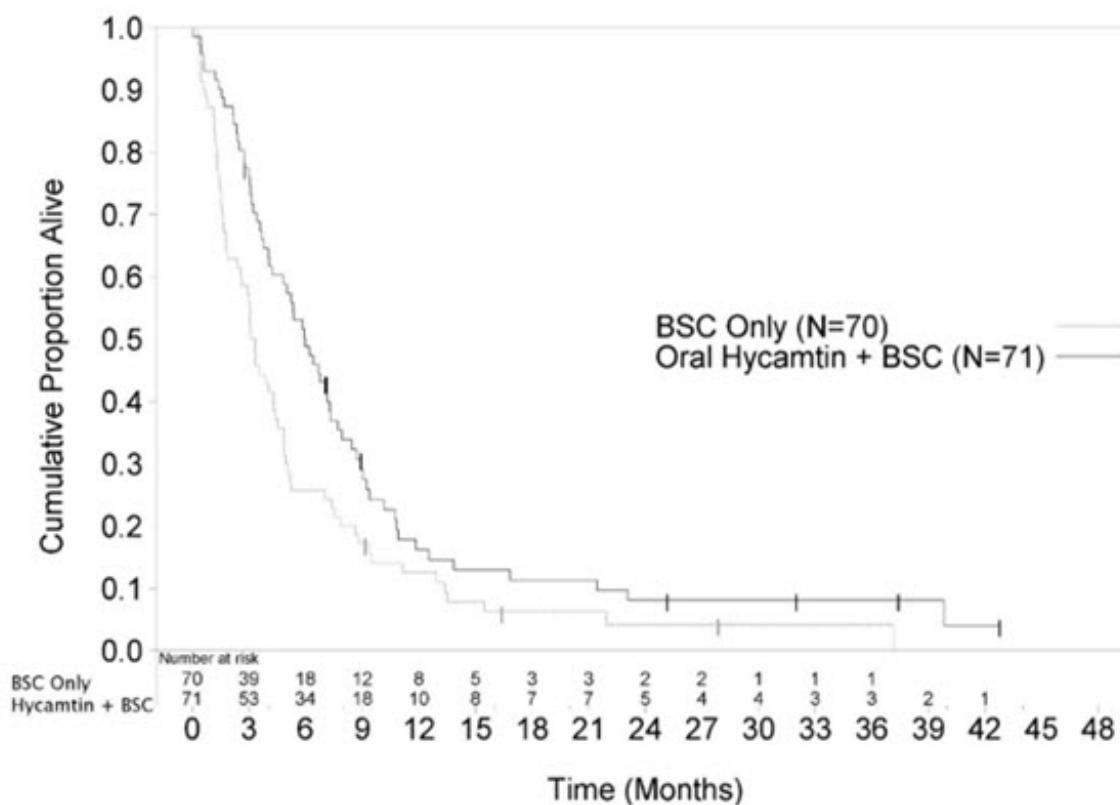 1.0
0.9
0.8
0.7
0.6
0.5
0.4
0.3
0.2
0.1
0.0
Cumulative Proportion Alive
BSC Only (N=70)
Oral Hycamtin + BSC (N=71)
Number at risk
BSC Only 70 39 18 12 8 5 3 3 2 2 1 1 1
Hycamtin + BSC 71 53 34 18 10 8 7 7 5 4 4 3 3 2 1
0 3 6 9 12 15 18 21 24 27 30 33 36 39 42 45 48
Time (Months)